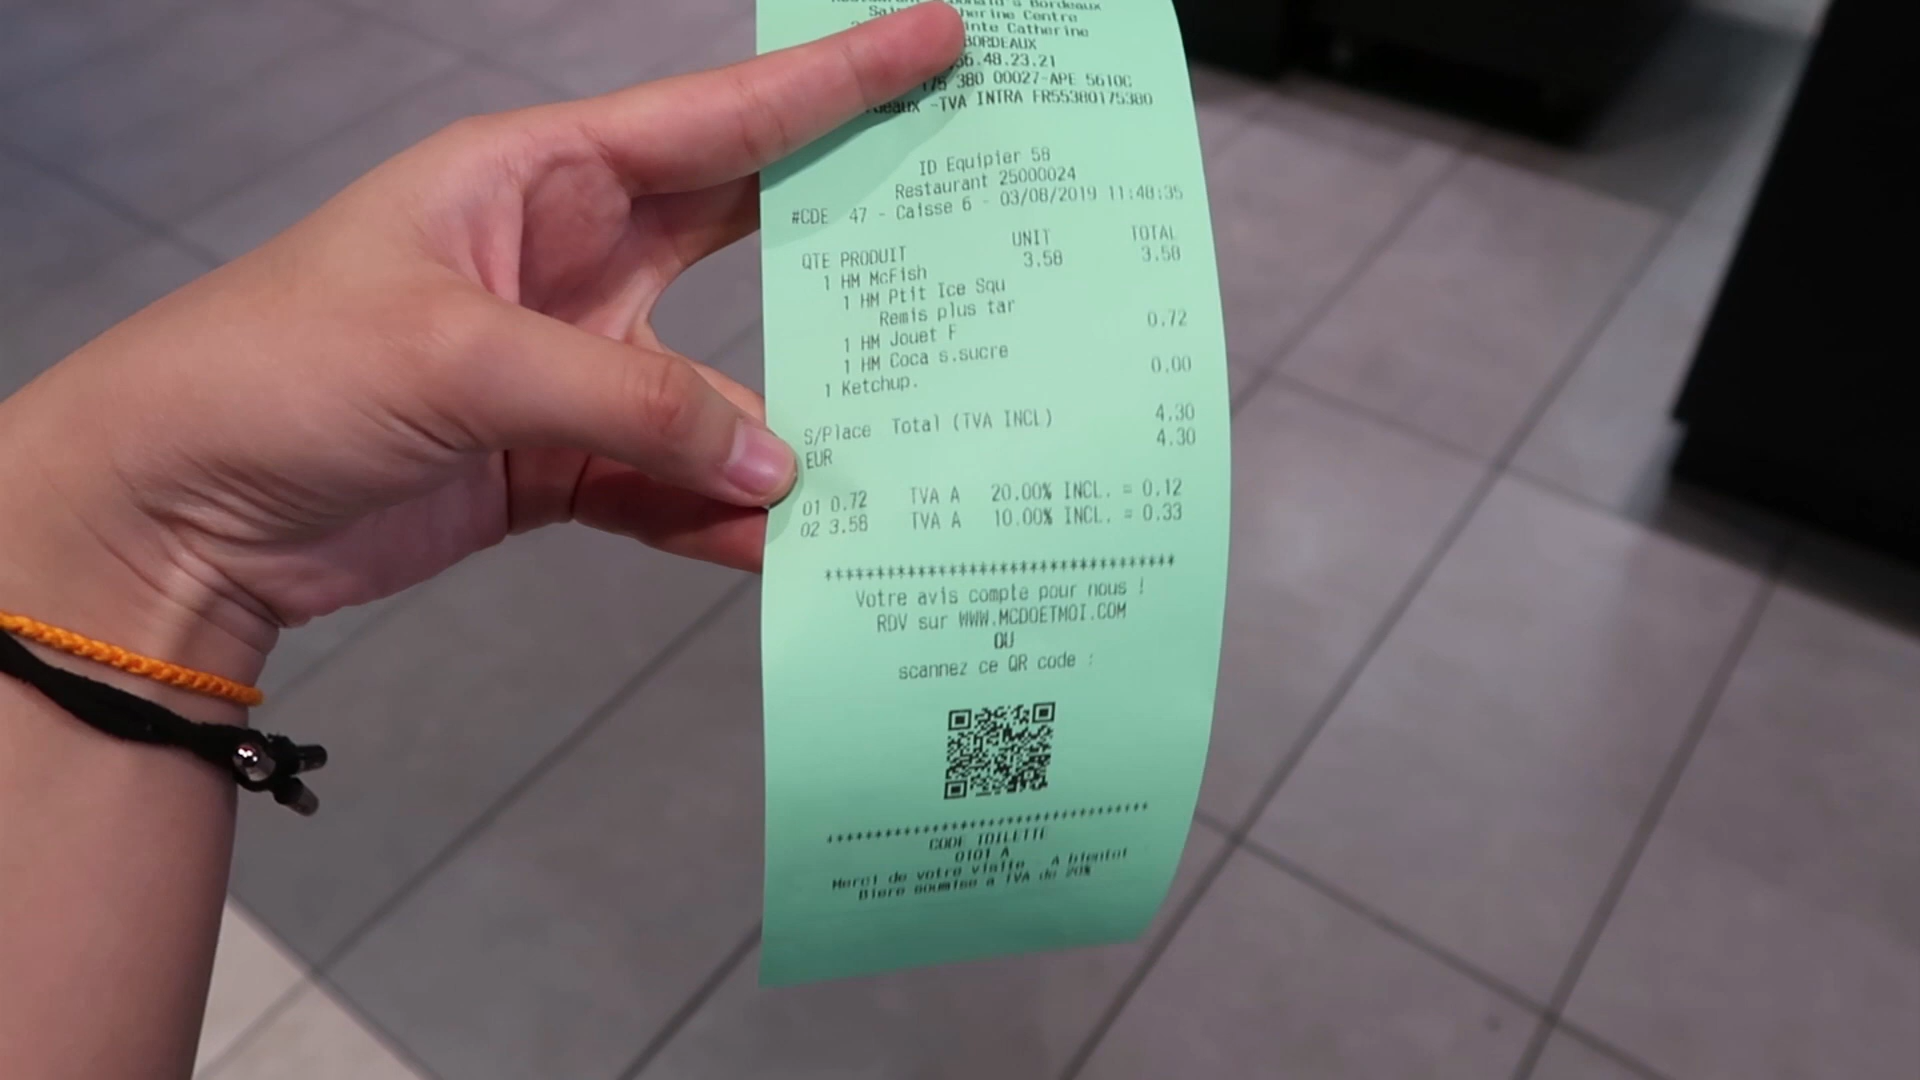 Bordeaux
Centre
Catherine
BORDEAUX
56.48.23.21
380 00027-APE 5610C
-TVA INTRA FR55380175380
ID Equipier 58
Restaurant 25000024
#CDE 47 - Caisse 6 - 03/08/2019 11:48:35
QTE PRODUIT UNIT TOTAL
1 HM McFish 3.58 3.58
1 HM Ptit Ice Squ
Remis plus tar
1 HM Jouet F 0.72
1 HM Coca s.sucre
1 Ketchup. 0.00
S/Place Total (TVA INCL) 4.30
EUR 4.30
01 0.72 TVA A 20.00% INCL. = 0.12
02 3.58 TVA A 10.00% INCL. = 0.33
**********************************
Votre avis compte pour nous !
RDV sur WWW.MCDOETMOI.COM
OU
scannez ce QR code :
**********************************
CODE TOILETTE
0101 A
Merci de votre visite A bientot
Biere soumise a TVA de 20%